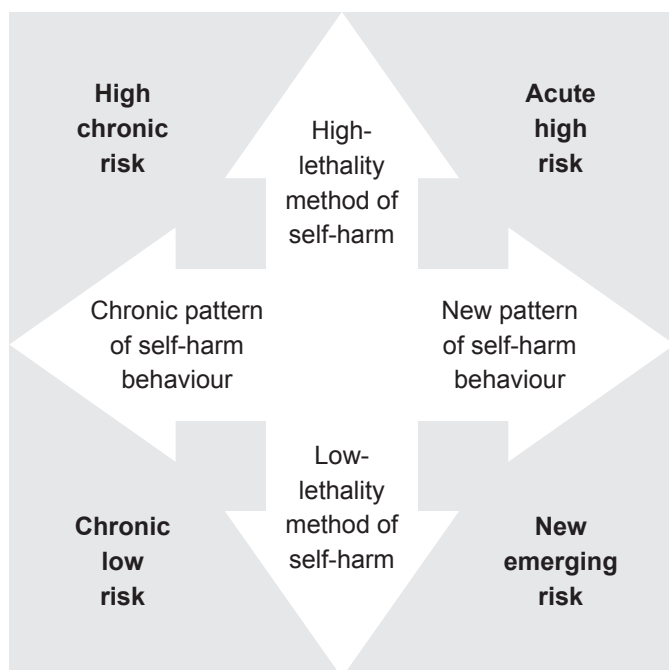 High
chronic
risk
High-
lethality
method of
self-harm
Acute
high
risk
Chronic pattern
of self-harm
behaviour
New pattern
of self-harm
behaviour
Chronic
low
risk
Low-
lethality
method of
self-harm
New
emerging
risk